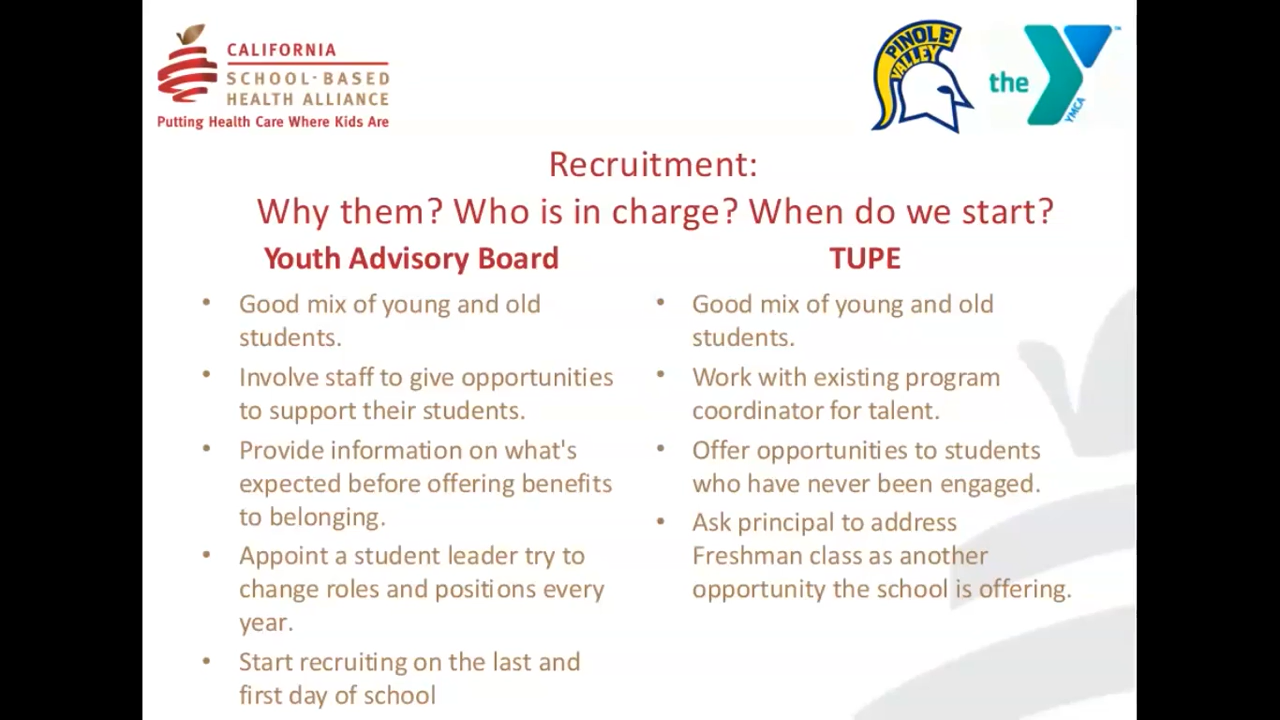 CALIFORNIA
SCHOOL-BASED
HEALTH ALLIANCE
Putting Health Care Where Kids Are
PINOLE
VALLEY
the
YMCA
TM
Recruitment:
Why them? Who is in charge? When do we start?
Youth Advisory Board
• Good mix of young and old
students.
• Involve staff to give opportunities
to support their students.
• Provide information on what's
expected before offering benefits
to belonging.
• Appoint a student leader try to
change roles and positions every
year.
• Start recruiting on the last and
first day of school
TUPE
• Good mix of young and old
students.
• Work with existing program
coordinator for talent.
• Offer opportunities to students
who have never been engaged.
• Ask principal to address
Freshman class as another
opportunity the school is offering.